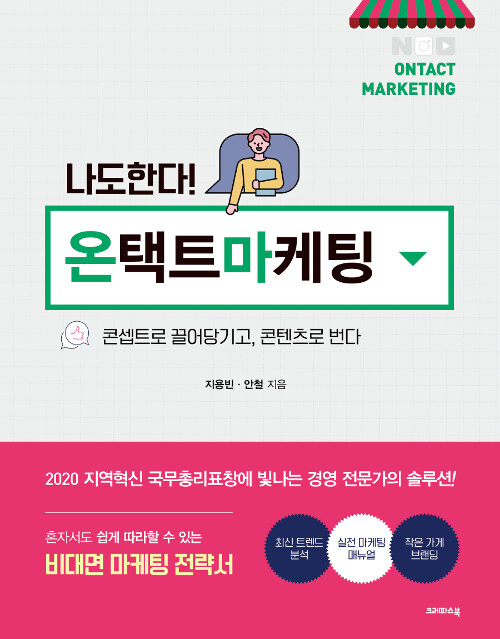 N
ONTACT
MARKETING
나도한다!
온택트마케팅
콘셉트로 끌어당기고, 콘텐츠로 번다
지용빈 · 안철 지음
2020 지역혁신 국무총리표창에 빛나는 경영 전문가의 솔루션!
혼자서도 쉽게 따라할 수 있는
비대면 마케팅 전략서
최신 트렌드
분석
실전 마케팅
매뉴얼
작은 가게
브랜딩
크레파스북